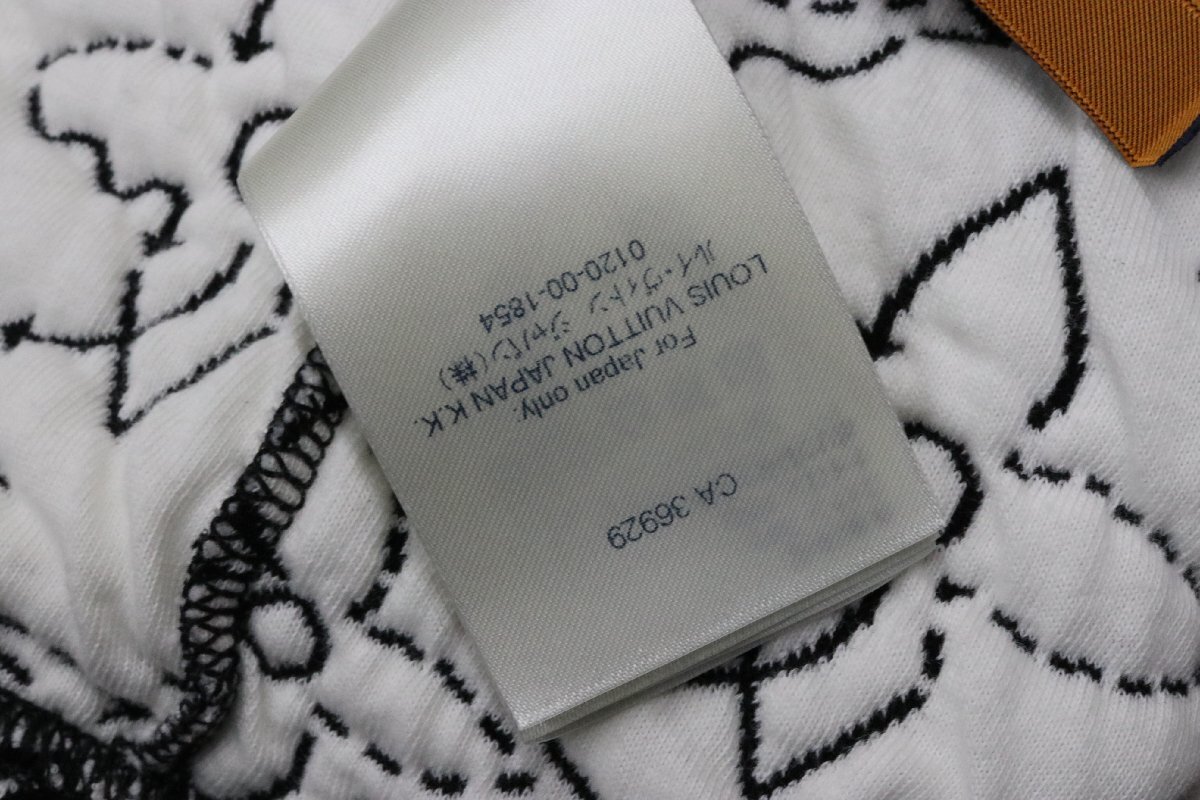 CA 36929
For Japan only.
LOUIS VUITTON JAPAN K.K.
ルイ・ヴィトン ジャパン(株)
0120-00-1854